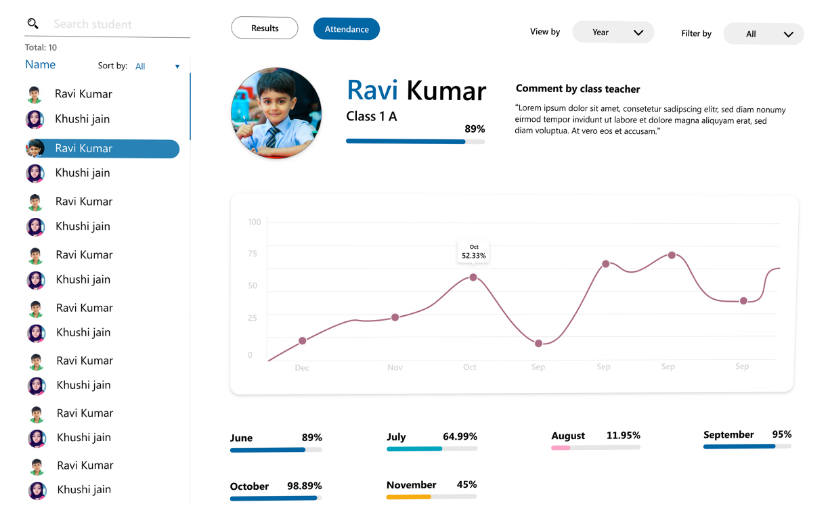 Search student
Total: 10
Name
Sort by: All
Ravi Kumar
Khushi jain
Ravi Kumar
Khushi jain
Ravi Kumar
Khushi jain
Ravi Kumar
Khushi jain
Ravi Kumar
Khushi jain
Ravi Kumar
Khushi jain
Ravi Kumar
Khushi jain
Ravi Kumar
Khushi jain
Results
Attendance
View by
Year
Filter by
All
Ravi Kumar
Class 1 A
89%
Comment by class teacher
"Lorem ipsum dolor sit amet, consetetur sadipscing elitr, sed diam nonumy
eirmod tempor invidunt ut labore et dolore magna aliquyam erat, sed
diam voluptua. At vero eos et accusam."
100
75
50
25
0
Oct
52.33%
Dec
Nov
Oct
Sep
Sep
Sep
Sep
June 89%
July 64.99%
August 11.95%
September 95%
October 98.89%
November 45%